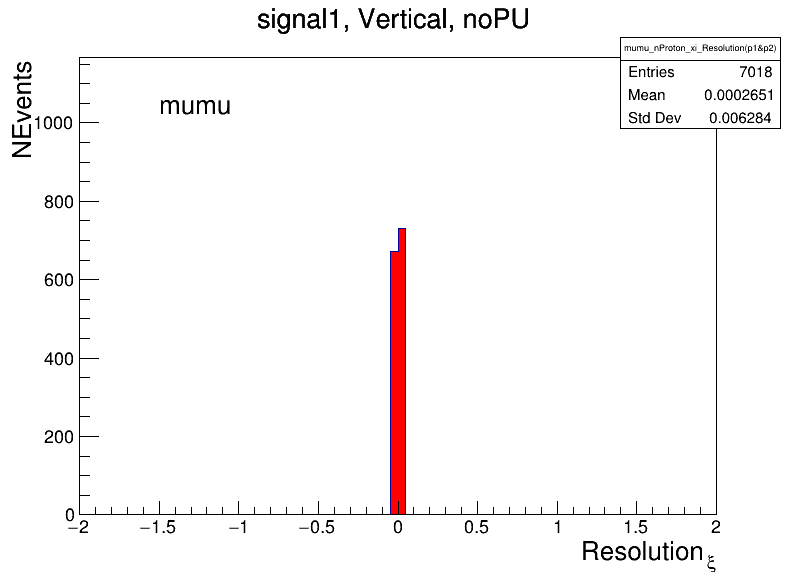 signal1, Vertical, noPU
mumu_nProton_xi_Resolution(p1&p2)
Entries 7018
Mean 0.0002651
Std Dev 0.006284
NEvents
mumu
1000
800
600
400
200
0
−2 −1.5 −1 −0.5 0 0.5 1 1.5 2
Resolution ξ